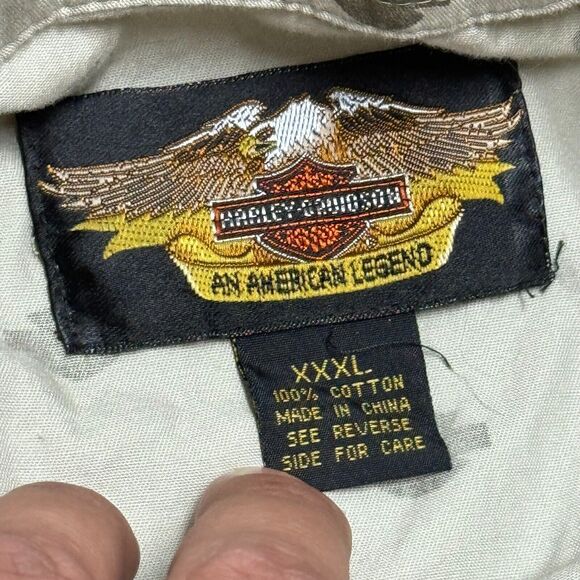 HARLEY-DAVIDSON
AN AMERICAN LEGEND
XXXL
100% COTTON
MADE IN CHINA
SEE REVERSE
SIDE FOR CARE